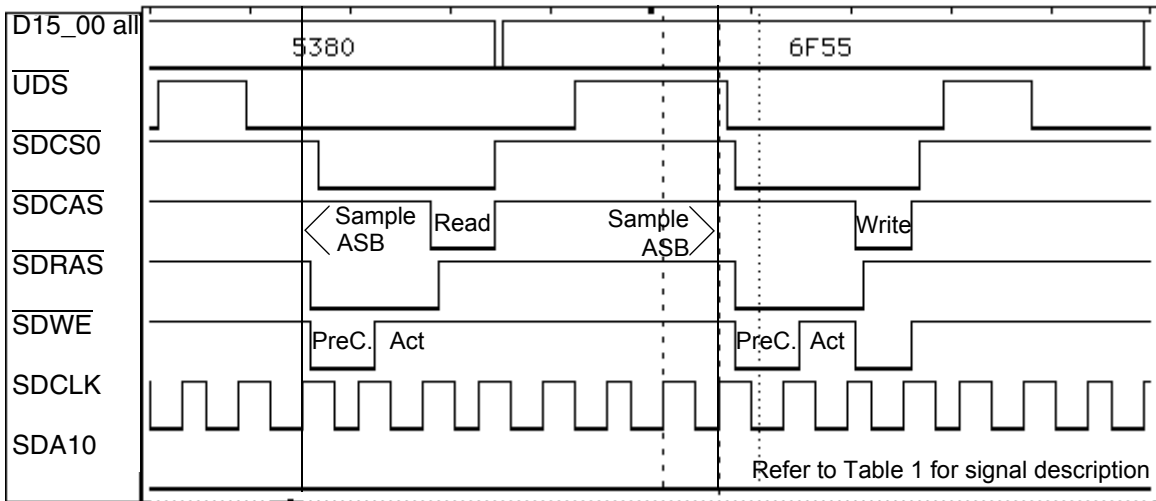 D15_00 all
5380
6F55
UDS
SDCS0
SDCAS
Sample
ASB
Read
Sample
ASB
Write
SDRAS
SDWE
PreC.
Act
PreC.
Act
SDCLK
SDA10
Refer to Table 1 for signal description